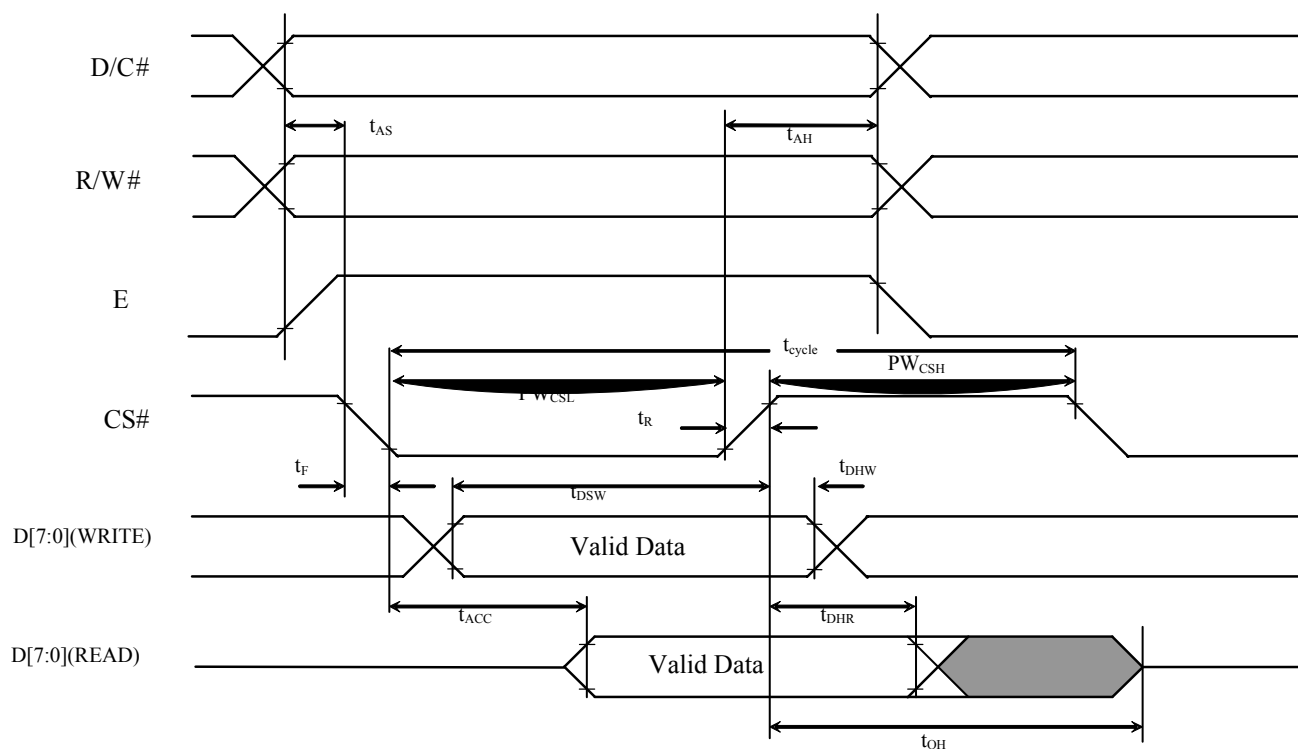 D/C#
tAS
tAH
R/W#
E
tcycle
PWCSH
PWCSL
CS#
tR
tF
tDSW
tDHW
D[7:0](WRITE)
Valid Data
tACC
tDHR
D[7:0](READ)
Valid Data
tOH